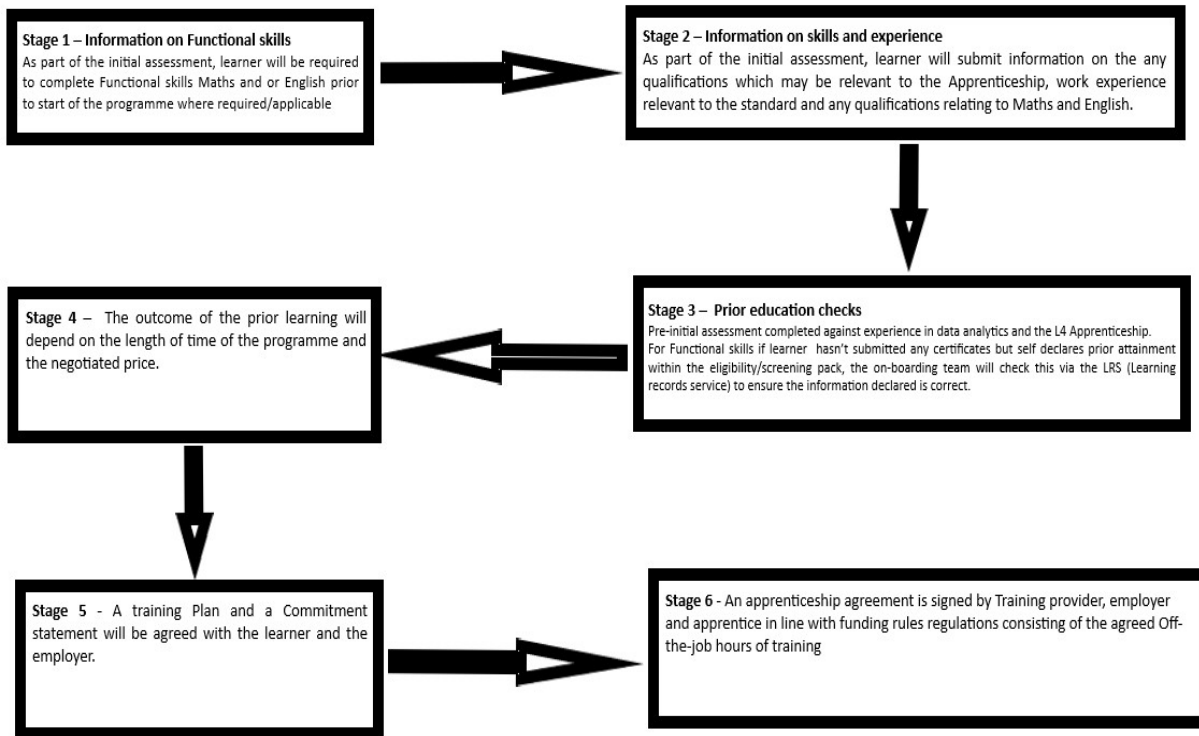 Stage 1 – Information on Functional skills
As part of the initial assessment, learner will be required
to complete Functional skills Maths and or English prior
to start of the programme where required/applicable
Stage 2 – Information on skills and experience
As part of the initial assessment, learner will submit information on the any
qualifications which may be relevant to the Apprenticeship, work experience
relevant to the standard and any qualifications relating to Maths and English.
Stage 3 – Prior education checks
Pre-initial assessment completed against experience in data analytics and the L4 Apprenticeship.
For Functional skills if learner hasn't submitted any certificates but self declares prior attainment
within the eligibility/screening pack, the on-boarding team will check this via the LRS (Learning
records service) to ensure the information declared is correct.
Stage 4 – The outcome of the prior learning will
depend on the length of time of the programme and
the negotiated price.
Stage 5 - A training Plan and a Commitment
statement will be agreed with the learner and the
employer.
Stage 6 - An apprenticeship agreement is signed by Training provider, employer
and apprentice in line with funding rules regulations consisting of the agreed Off-
the-job hours of training